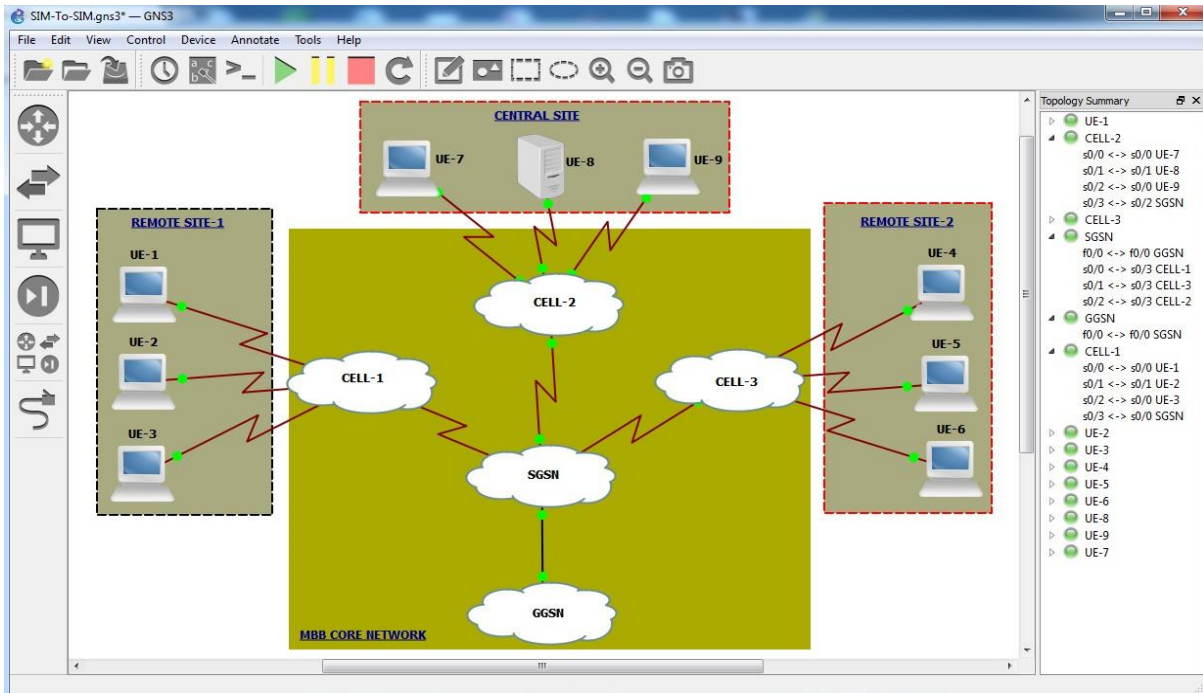 SIM-To-SIM.gns3* — GNS3
File Edit View Control Device Annotate Tools Help
CENTRAL SITE
UE-7
UE-8
UE-9
REMOTE SITE-1
UE-1
UE-2
UE-3
REMOTE SITE-2
UE-4
UE-5
UE-6
CELL-2
CELL-1
CELL-3
SGSN
GGSN
MBB CORE NETWORK
Topology Summary
UE-1
CELL-2
s0/0 <-> s0/0 UE-7
s0/1 <-> s0/1 UE-8
s0/2 <-> s0/0 UE-9
s0/3 <-> s0/2 SGSN
CELL-3
SGSN
f0/0 <-> f0/0 GGSN
s0/0 <-> s0/3 CELL-1
s0/1 <-> s0/3 CELL-3
s0/2 <-> s0/3 CELL-2
GGSN
f0/0 <-> f0/0 SGSN
CELL-1
s0/0 <-> s0/0 UE-1
s0/1 <-> s0/1 UE-2
s0/2 <-> s0/0 UE-3
s0/3 <-> s0/0 SGSN
UE-2
UE-3
UE-4
UE-5
UE-6
UE-8
UE-9
UE-7